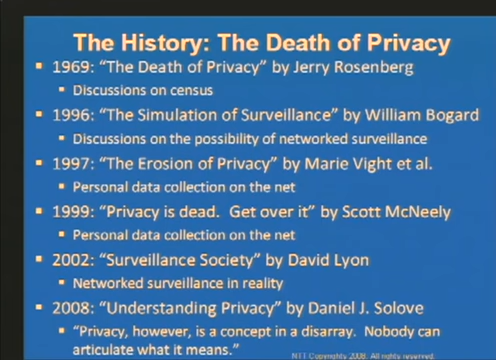 The History: The Death of Privacy
▪ 1969: “The Death of Privacy” by Jerry Rosenberg
▪ Discussions on census
▪ 1996: “The Simulation of Surveillance” by William Bogard
▪ Discussions on the possibility of networked surveillance
▪ 1997: “The Erosion of Privacy” by Marie Vight et al.
▪ Personal data collection on the net
▪ 1999: “Privacy is dead. Get over it” by Scott McNeely
▪ Personal data collection on the net
▪ 2002: “Surveillance Society” by David Lyon
▪ Networked surveillance in reality
▪ 2008: “Understanding Privacy” by Daniel J. Solove
▪ “Privacy, however, is a concept in a disarray. Nobody can
articulate what it means.”
NTT Copyrights 2008. All rights reserved.